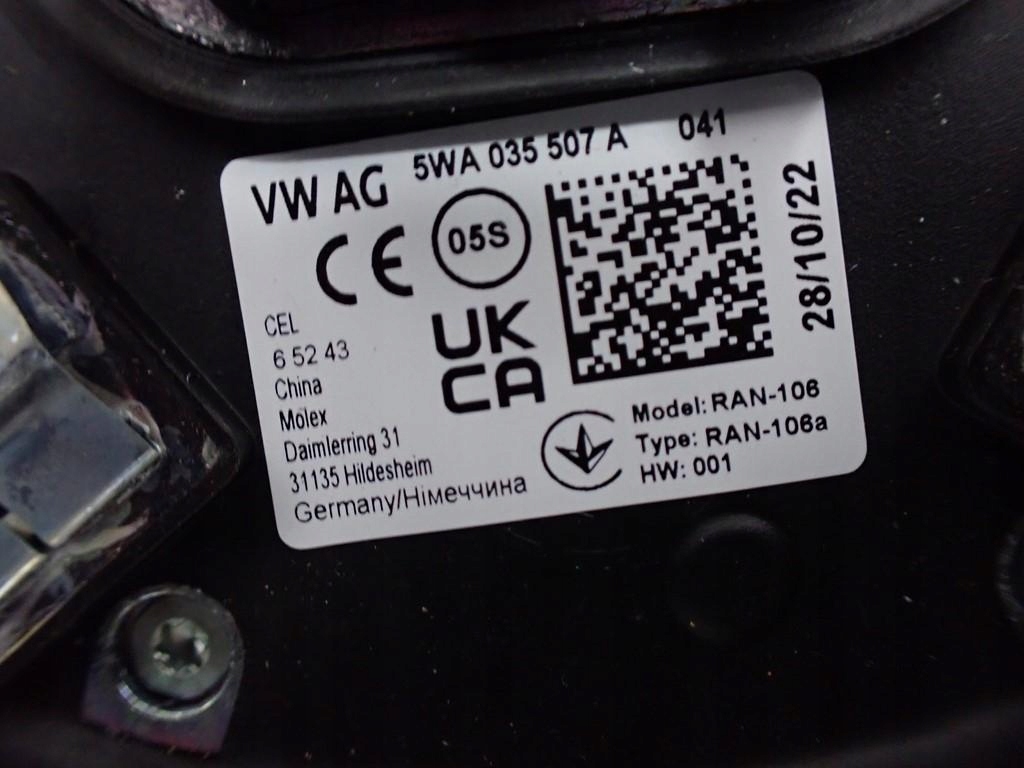 VW AG 5WA 035 507 A 041
CE
05S
UK
CA
28/10/22
CEL
6 52 43
China
Molex
Daimlerring 31
31135 Hildesheim
Germany/Німеччина
Model: RAN-106
Type: RAN-106a
HW: 001